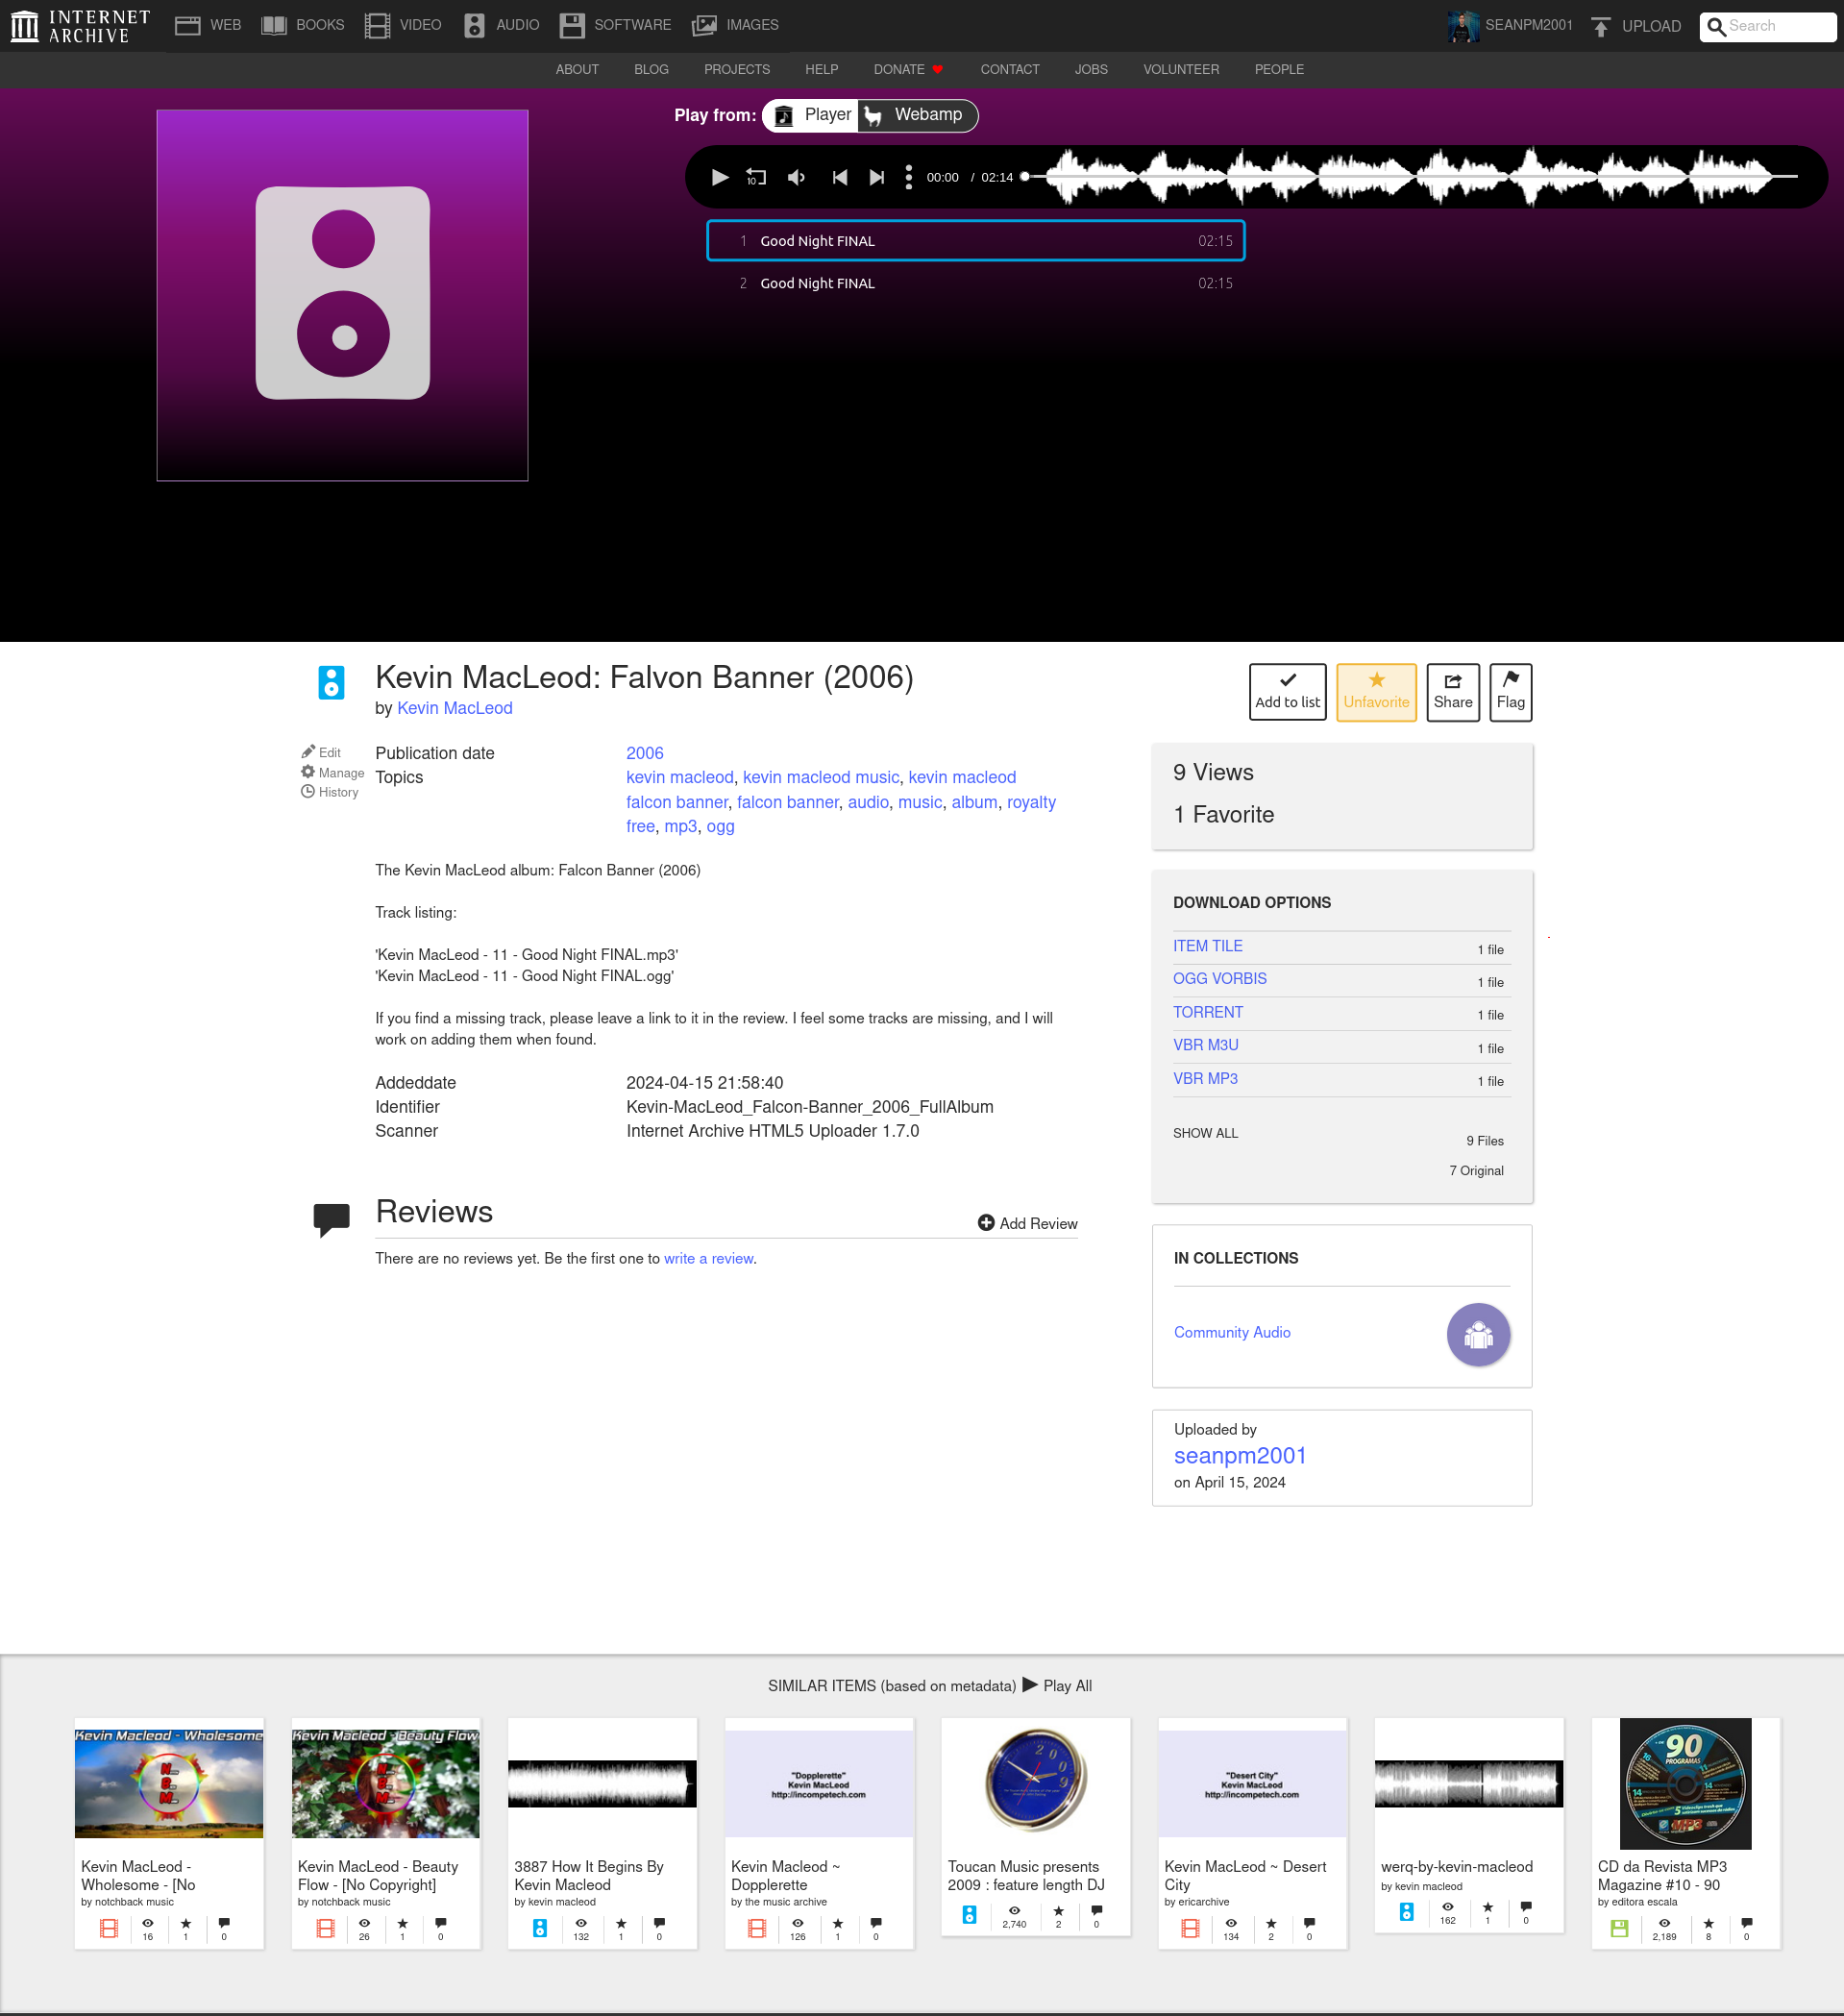 INTERNET ARCHIVE
WEB BOOKS VIDEO AUDIO SOFTWARE IMAGES
SEANPM2001 UPLOAD Search
ABOUT BLOG PROJECTS HELP DONATE CONTACT JOBS VOLUNTEER PEOPLE
Play from: Player Webamp
10 00:00 / 02:14
1 Good Night FINAL 02:15
2 Good Night FINAL 02:15
Kevin MacLeod: Falvon Banner (2006)
by Kevin MacLeod
Add to list Unfavorite Share Flag
Edit
Manage
History
Publication date 2006
Topics kevin macleod, kevin macleod music, kevin macleod
falcon banner, falcon banner, audio, music, album, royalty
free, mp3, ogg
The Kevin MacLeod album: Falcon Banner (2006)
Track listing:
'Kevin MacLeod - 11 - Good Night FINAL.mp3'
'Kevin MacLeod - 11 - Good Night FINAL.ogg'
If you find a missing track, please leave a link to it in the review. I feel some tracks are missing, and I will
work on adding them when found.
Addeddate 2024-04-15 21:58:40
Identifier Kevin-MacLeod_Falcon-Banner_2006_FullAlbum
Scanner Internet Archive HTML5 Uploader 1.7.0
Reviews
Add Review
There are no reviews yet. Be the first one to write a review.
9 Views
1 Favorite
DOWNLOAD OPTIONS
ITEM TILE 1 file
OGG VORBIS 1 file
TORRENT 1 file
VBR M3U 1 file
VBR MP3 1 file
SHOW ALL 9 Files
7 Original
IN COLLECTIONS
Community Audio
Uploaded by
seanpm2001
on April 15, 2024
SIMILAR ITEMS (based on metadata) Play All
Kevin Macleod - Wholesome
Kevin MacLeod -
Wholesome - [No
by notchback music
16 1 0
Kevin Macleod - Beauty Flow
Kevin MacLeod - Beauty
Flow - [No Copyright]
by notchback music
26 1 0
3887 How It Begins By
Kevin Macleod
by kevin macleod
132 1 0
"Dopplerette"
Kevin MacLeod
http://incompetech.com
Kevin Macleod ~
Dopplerette
by the music archive
126 1 0
2009
Toucan Music presents
2009 : feature length DJ
2,740 2 0
"Desert City"
Kevin MacLeod
http://incompetech.com
Kevin MacLeod ~ Desert
City
by ericarchive
134 2 0
werq-by-kevin-macleod
by kevin macleod
162 1 0
90
PROGRAMAS
MP3
CD da Revista MP3
Magazine #10 - 90
by editora escala
2,189 8 0